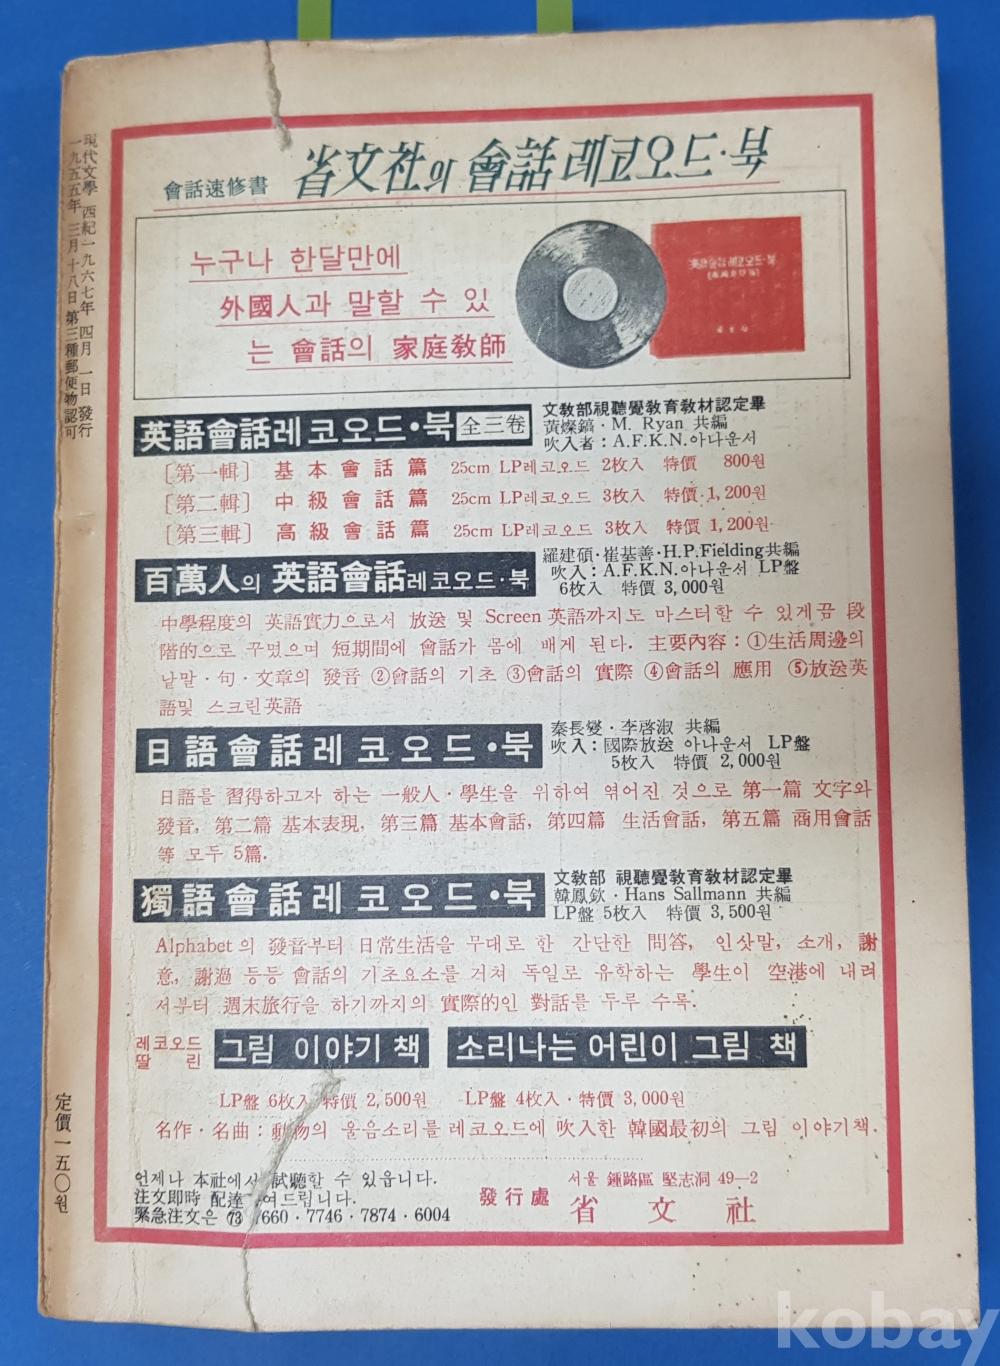 現代文學 西紀一九六七年 四月 一日 發行
一九五五年 三月十八日 第三種郵便物認可
定價一五〇원
會話速修書 省文社의 會話 레코오드·북
누구나 한달만에
外國人과 말할 수 있
는 會話의 家庭敎師
英語會話레코오드·북 全三卷
文敎部視聽覺敎育敎材認定畢
黃燦鎬·M. Ryan 共編
吹入者: A.F.K.N.아나운서
[第一輯] 基本會話篇 25cm LP레코오드 2枚入 特價 800원
[第二輯] 中級會話篇 25cm LP레코오드 3枚入 特價 1,200원
[第三輯] 高級會話篇 25cm LP레코오드 3枚入 特價 1,200원
百萬人의 英語會話레코오드·북
羅建碩·崔基善·H.P.Fielding共編
吹入: A.F.K.N.아나운서 LP盤
6枚入 特價 3,000원
中學程度의 英語實力으로서 放送 및 Screen英語까지도 마스터할 수 있게끔 段
階的으로 꾸몄으며 短期間에 會話가 몸에 배게 된다. 主要內容: ①生活周邊의
낱말·句·文章의 發音 ②會話의 기초 ③會話의 實際 ④會話의 應用 ⑤放送英
語및 스크린英語
日語會話레코오드·북
秦長燮·李啓淑 共編
吹入: 國際放送 아나운서 LP盤
5枚入 特價 2,000원
日語를 習得하고자 하는 一般人·學生을 위하여 엮어진 것으로 第一篇 文字와
發音, 第二篇 基本表現, 第三篇 基本會話, 第四篇 生活會話, 第五篇 商用會話
等 모두 5篇.
獨語會話레코오드·북
文敎部 視聽覺敎育敎材認定畢
韓鳳欽·Hans Sallmann 共編
LP盤 5枚入 特價 3,500원
Alphabet의 發音부터 日常生活을 무대로 한 간단한 問答, 인삿말, 소개, 謝
意, 謝過 등등 會話의 기초요소를 거쳐 독일로 유학하는 學生이 空港에 내려
서부터 週末旅行을 하기까지의 實際的인 對話를 두루 수록.
레코오드
딸린
그림 이야기 책 소리나는 어린이 그림 책
LP盤 6枚入 特價 2,500원 LP盤 4枚入·特價 3,000원
名作·名曲: 動物의 울음소리를 레코오드에 吹入한 韓國最初의 그림 이야기책.
언제나 本社에서 試聽할 수 있읍니다.
注文即時 配達 여드립니다.
緊急注文은 73 7660·7746·7874·6004
發行處
서울 鍾路區 堅志洞 49—2
省文社
kobay